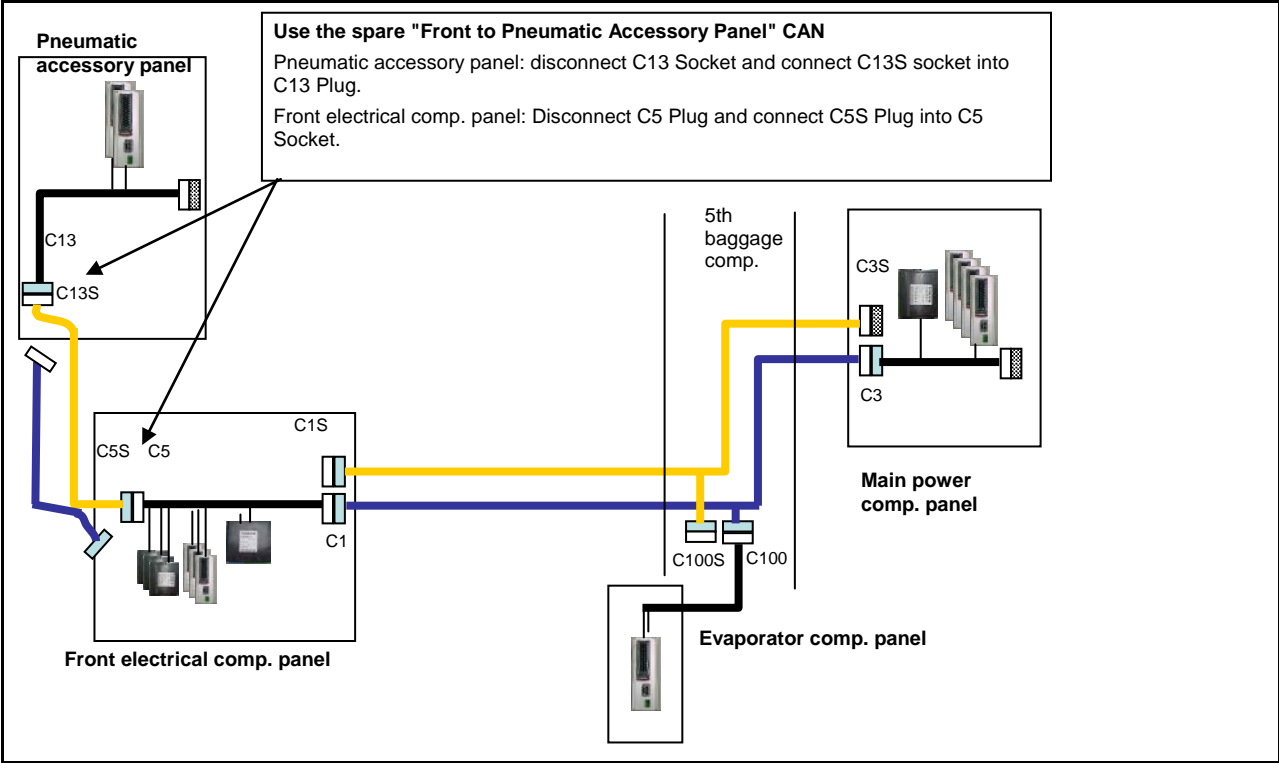 Pneumatic
accessory panel
Use the spare "Front to Pneumatic Accessory Panel" CAN
Pneumatic accessory panel: disconnect C13 Socket and connect C13S socket into
C13 Plug.
Front electrical comp. panel: Disconnect C5 Plug and connect C5S Plug into C5
Socket.
C13
C13S
5th
baggage
comp.
C3S
C3
C1S
C5S C5
C1
C100S
C100
Main power
comp. panel
Evaporator comp. panel
Front electrical comp. panel